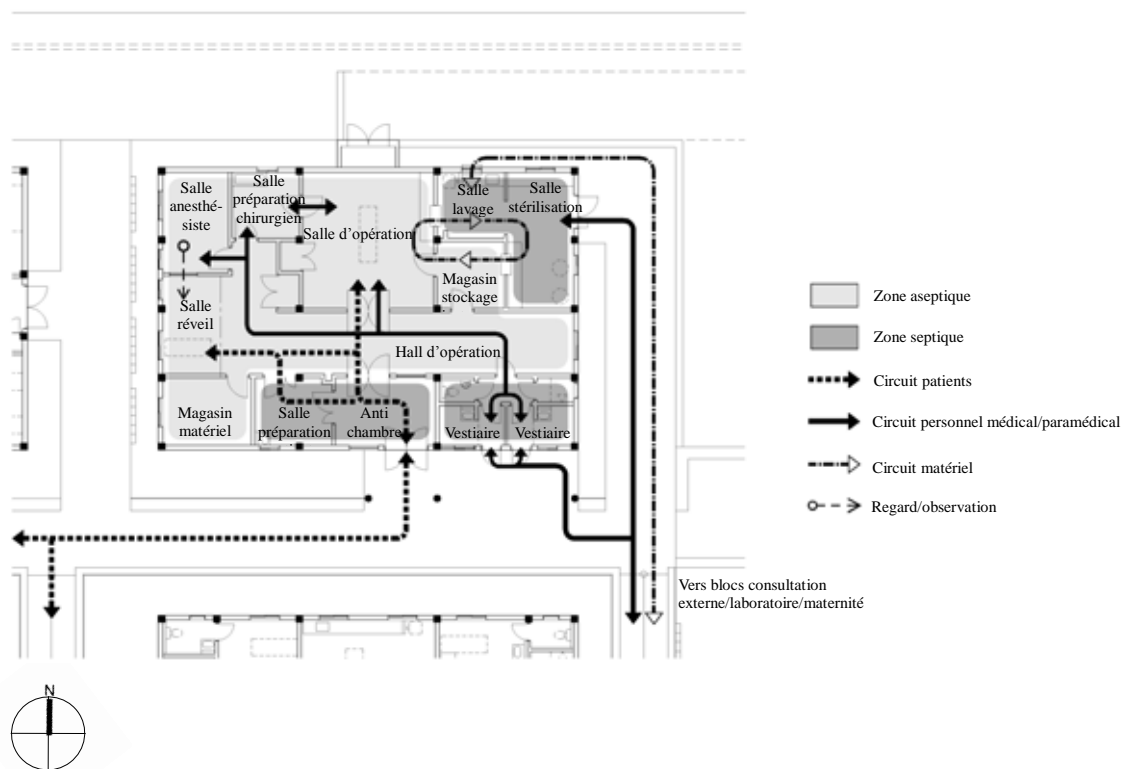 Salle
anesthé-
siste
Salle
préparation
chirurgien
Salle d'opération
Salle
lavage
Salle
stérilisation
Magasin
stockage
Salle
réveil
Hall d'opération
Magasin
matériel
Salle
préparation
Anti
chambre
Vestiaire
Vestiaire
Zone aseptique
Zone septique
Circuit patients
Circuit personnel médical/paramédical
Circuit matériel
Regard/observation
Vers blocs consultation
externe/laboratoire/maternité
N